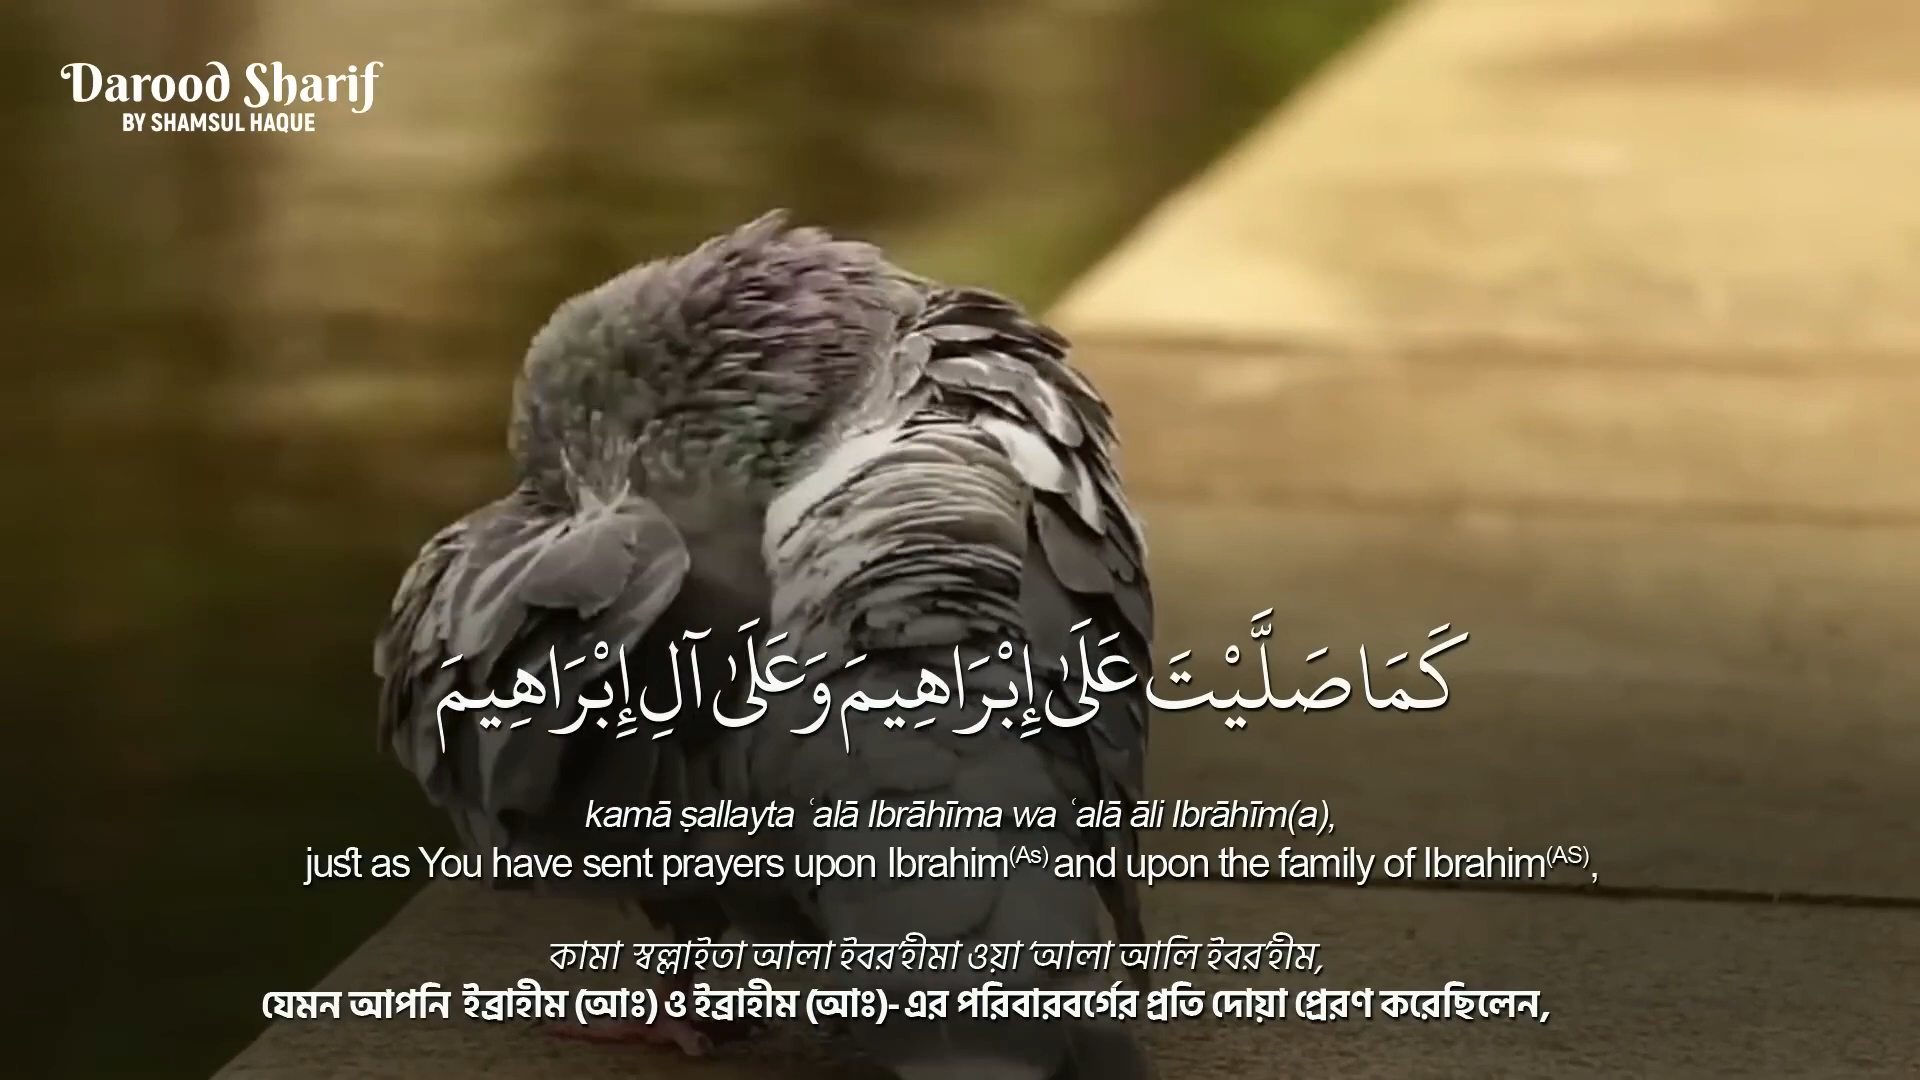 Darood Sharif
BY SHAMSUL HAQUE
كَمَا صَلَّيْتَ عَلَىٰ إِبْرَاهِيمَ وَعَلَىٰ آلِ إِبْرَاهِيمَ
kamā ṣallayta ʿalā Ibrāhīma wa ʿalā āli Ibrāhīm(a),
just as You have sent prayers upon Ibrahim(As) and upon the family of Ibrahim(AS),
কামা স্বল্লাইতা আলা ইবর’হীমা ওয়া ‘আলা আলি ইবর’হীম,
যেমন আপনি ইব্রাহীম (আঃ) ও ইব্রাহীম (আঃ)- এর পরিবারবর্গের প্রতি দোয়া প্রেরণ করেছিলেন,